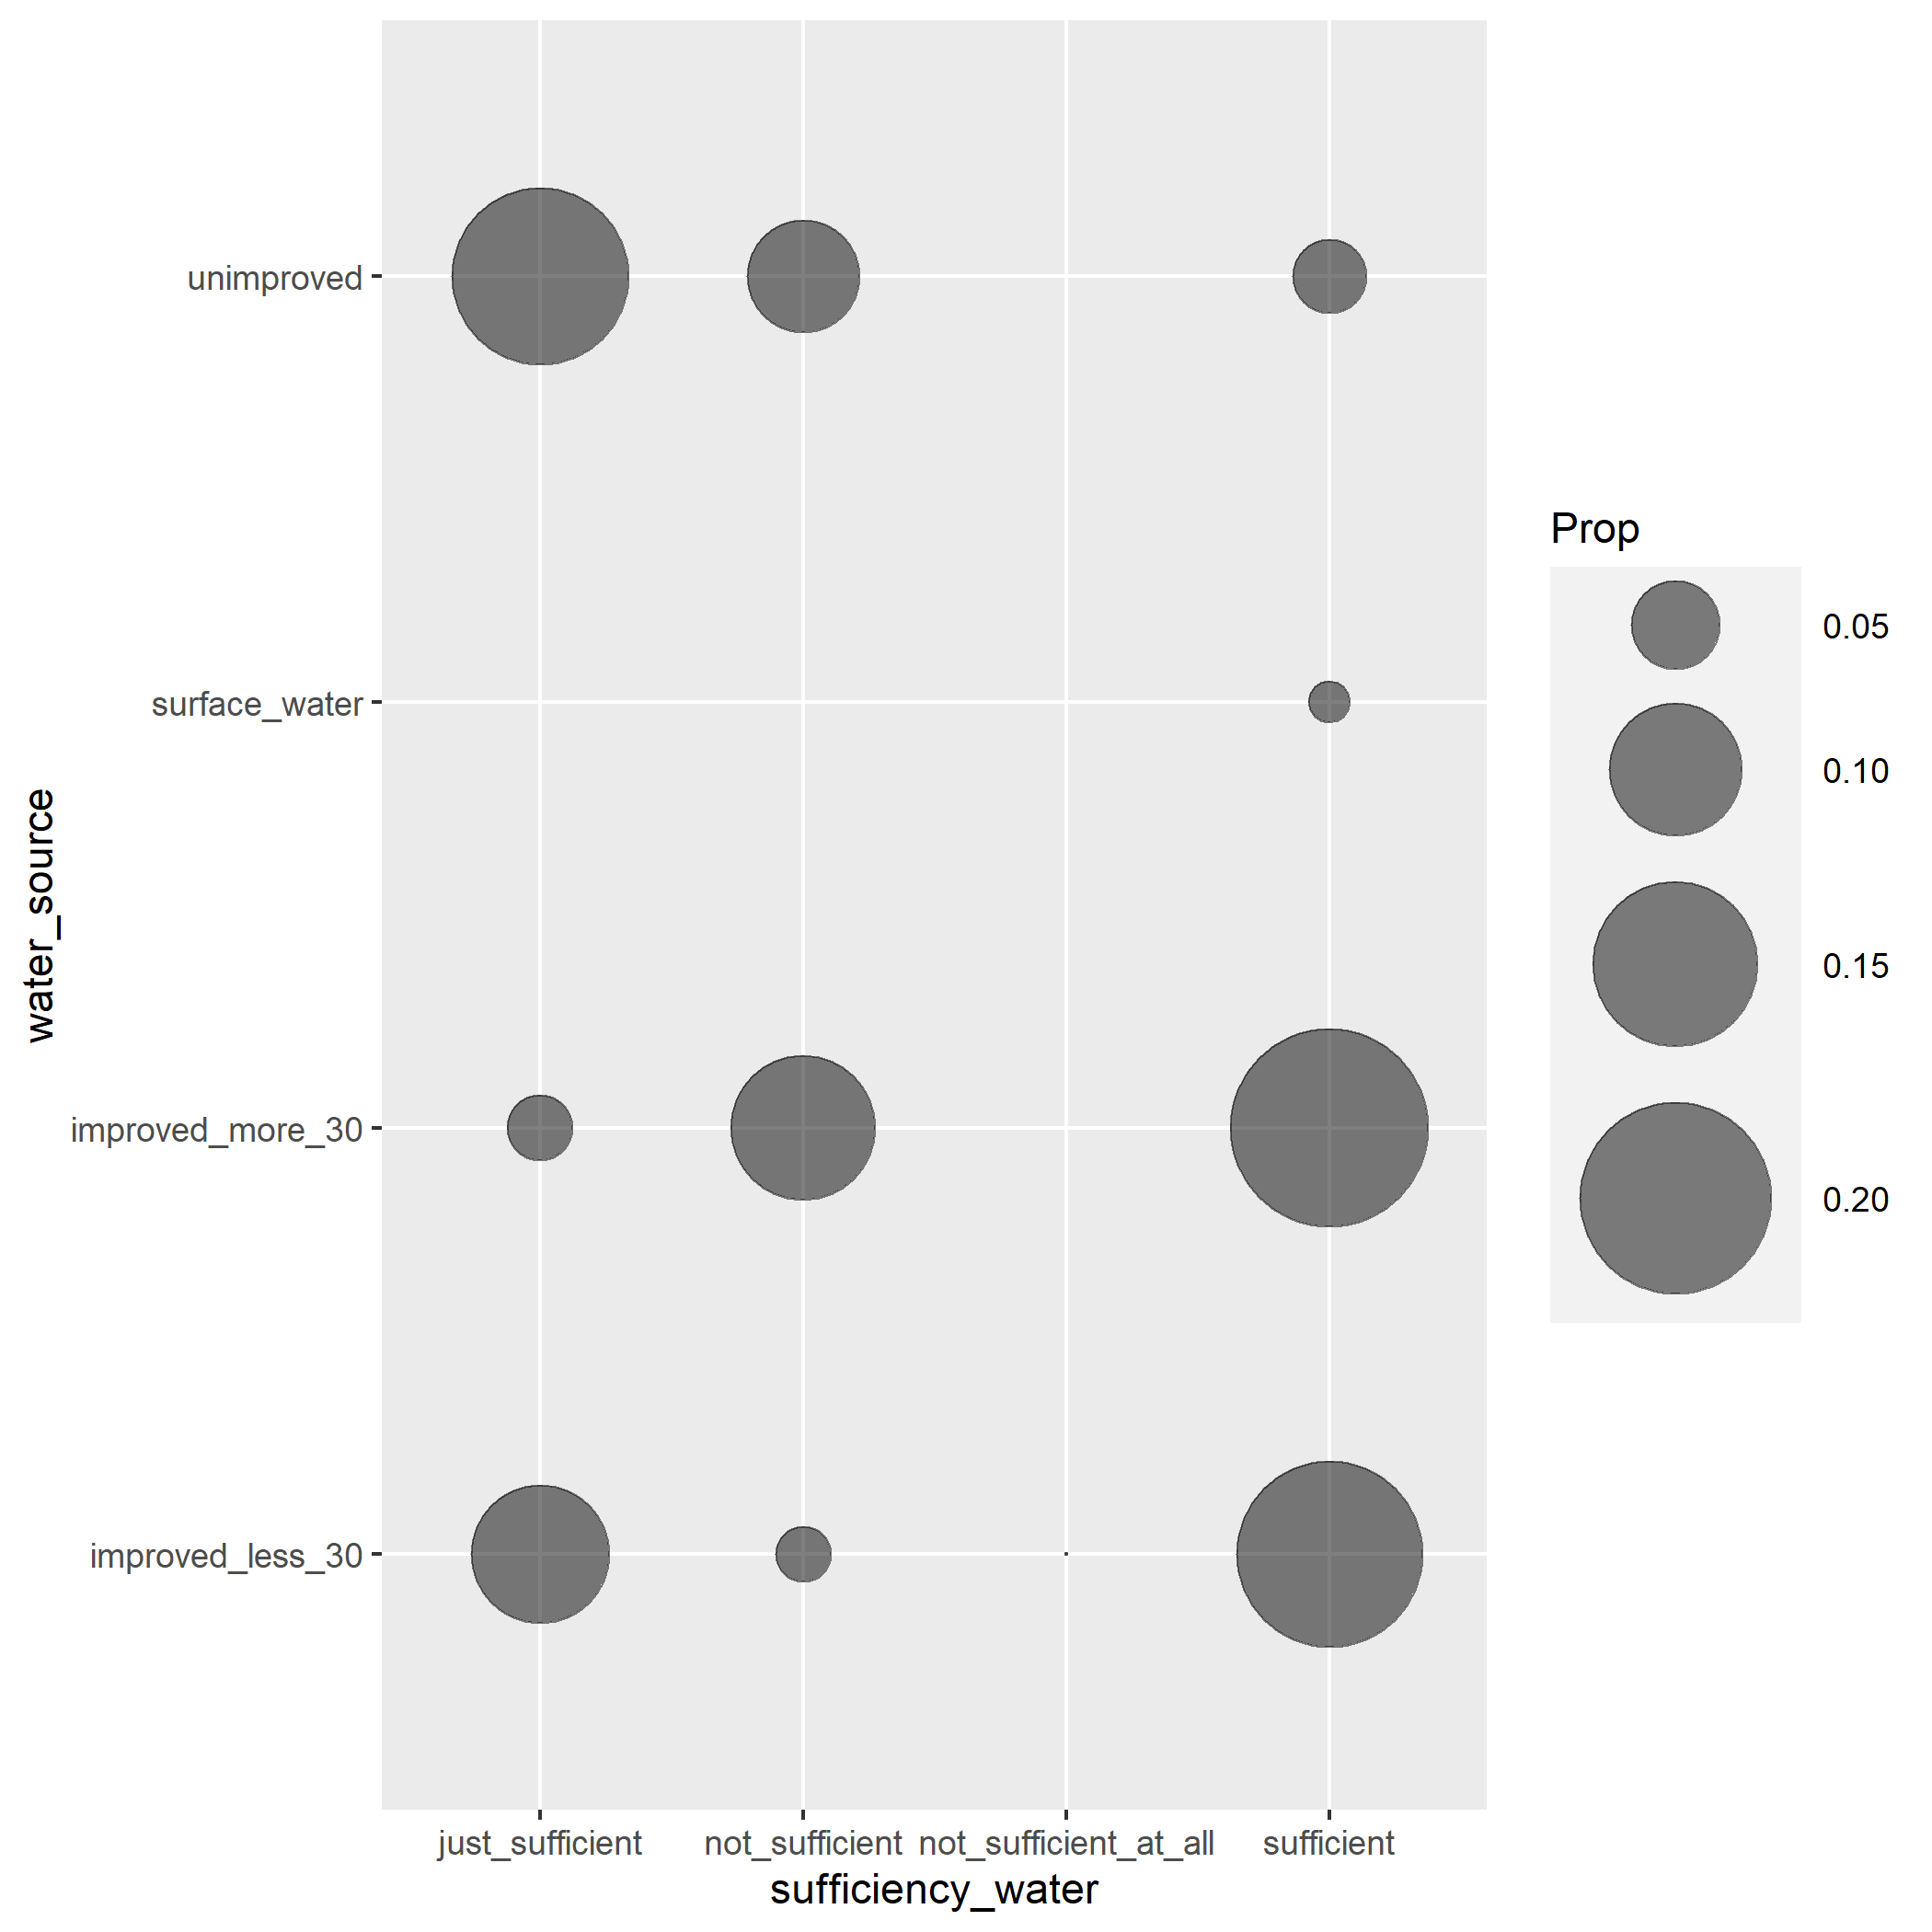 water_source
unimproved
surface_water
improved_more_30
improved_less_30
just_sufficient
not_sufficient
not_sufficient_at_all
sufficient
sufficiency_water
Prop
0.05
0.10
0.15
0.20